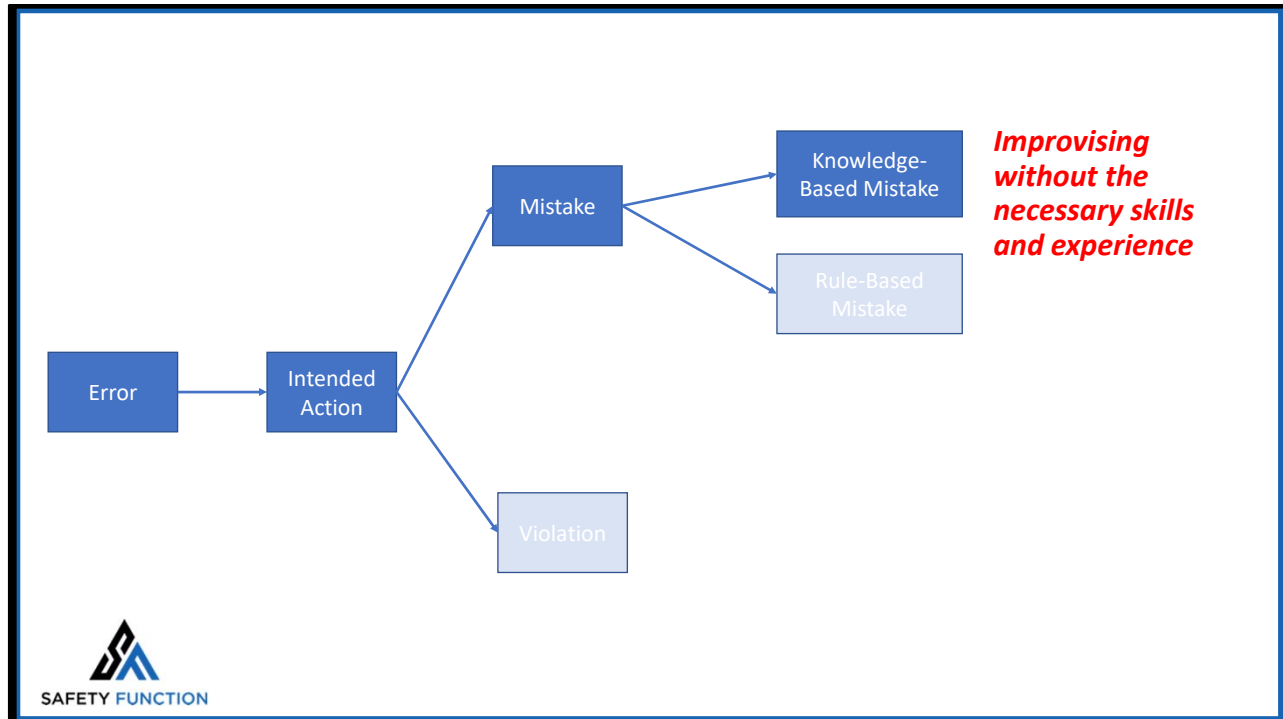 Knowledge-
Based Mistake
Improvising
without the
necessary skills
and experience
Mistake
Rule-Based
Mistake
Error
Intended
Action
Violation
SAFETY FUNCTION